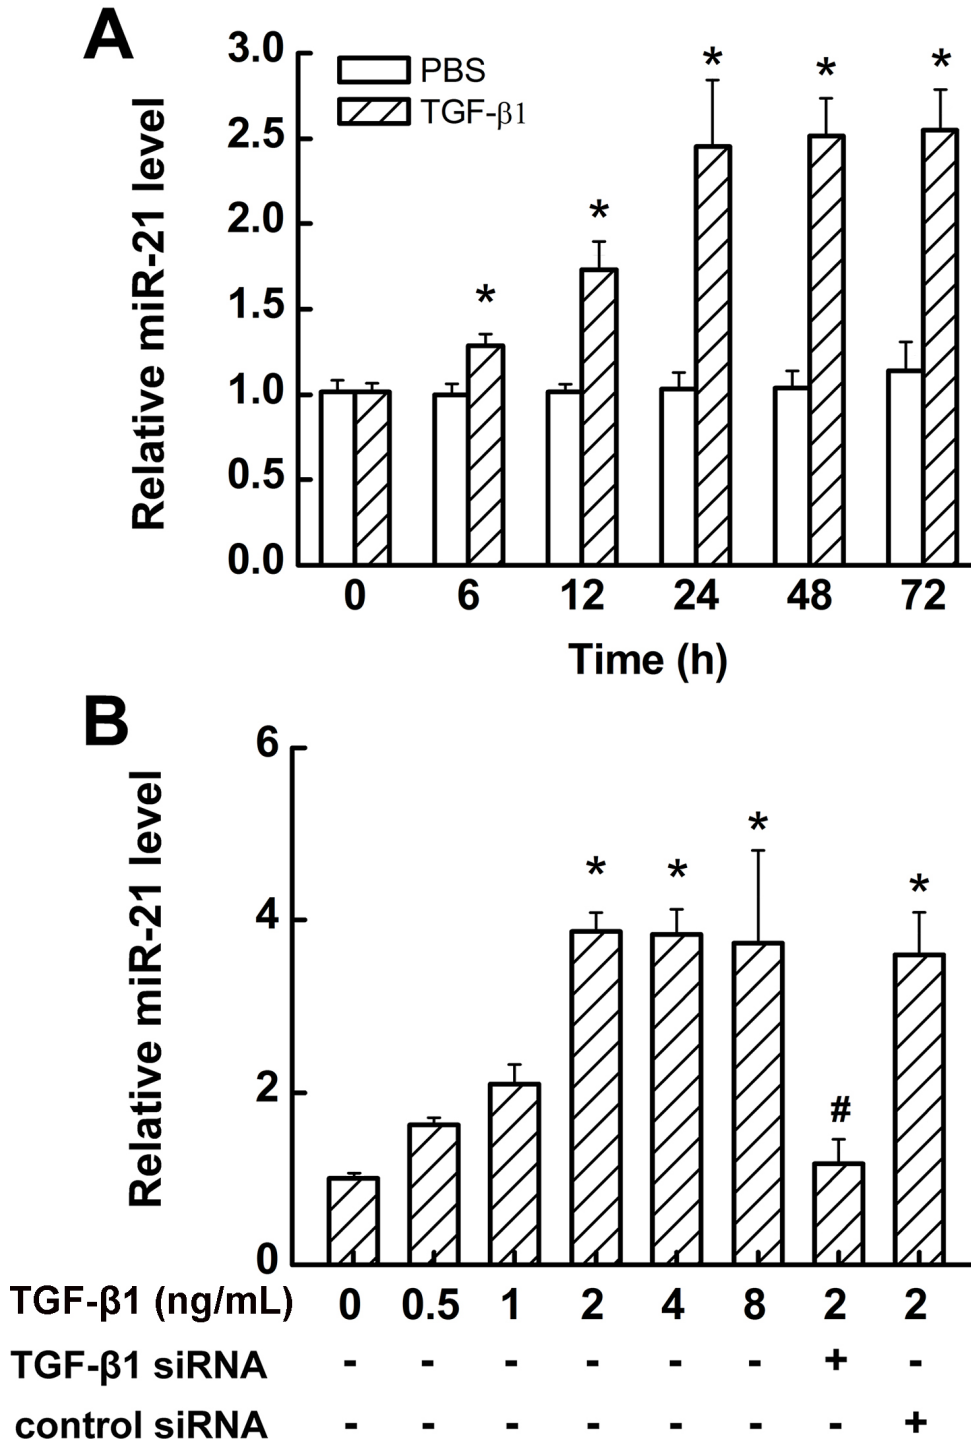 A
3.0
2.5
2.0
1.5
1.0
0.5
0.0
Relative miR-21 level
PBS
TGF-β1
* * * * *
0 6 12 24 48 72
Time (h)
B
6
4
2
0
Relative miR-21 level
* * * # *
TGF-β1 (ng/mL) 0 0.5 1 2 4 8 2 2
TGF-β1 siRNA - - - - - - + -
control siRNA - - - - - - - +